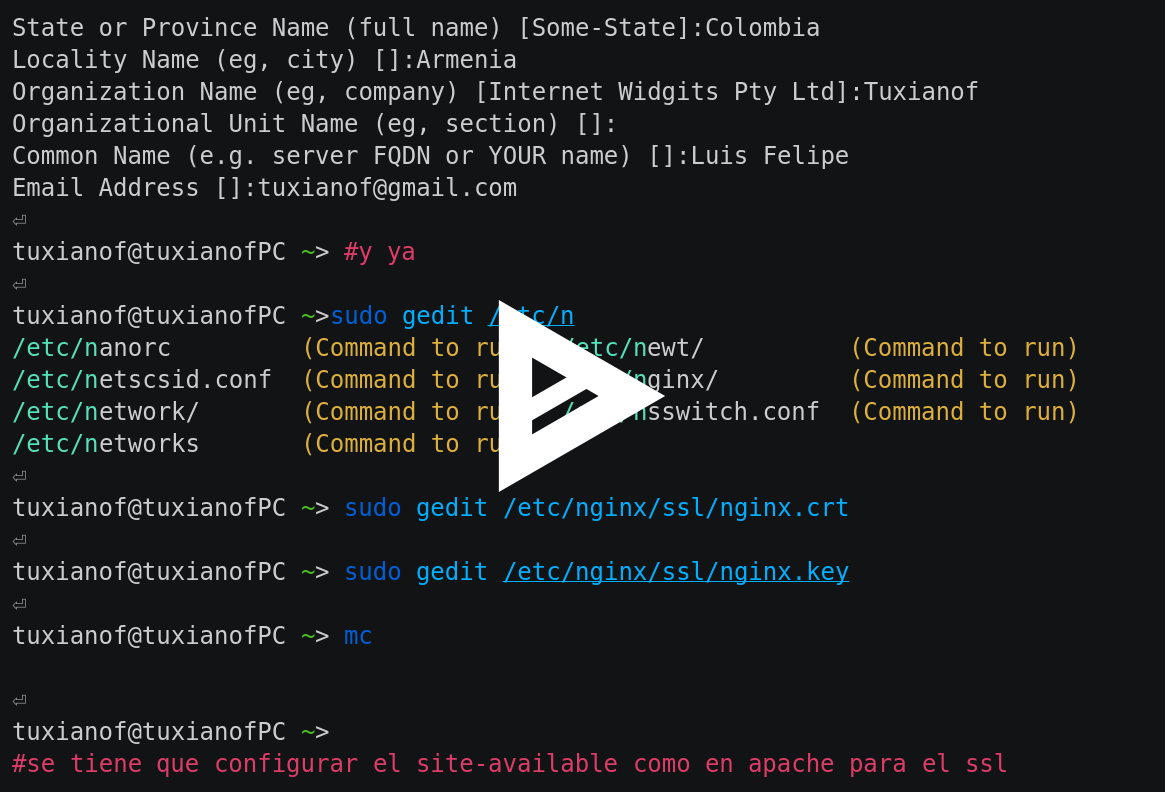 State or Province Name (full name) [Some-State]:Colombia
Locality Name (eg, city) []:Armenia
Organization Name (eg, company) [Internet Widgits Pty Ltd]:Tuxianof
Organizational Unit Name (eg, section) []:
Common Name (e.g. server FQDN or YOUR name) []:Luis Felipe
Email Address []:tuxianof@gmail.com
⏎
tuxianof@tuxianofPC ~> #y ya
⏎
tuxianof@tuxianofPC ~>sudo gedit /etc/n
/etc/nanorc (Command to ru /etc/newt/ (Command to run)
/etc/netscsid.conf (Command to ru nginx/ (Command to run)
/etc/network/ (Command to ru nsswitch.conf (Command to run)
/etc/networks (Command to ru
⏎
tuxianof@tuxianofPC ~> sudo gedit /etc/nginx/ssl/nginx.crt
⏎
tuxianof@tuxianofPC ~> sudo gedit /etc/nginx/ssl/nginx.key
⏎
tuxianof@tuxianofPC ~> mc
⏎
tuxianof@tuxianofPC ~>
#se tiene que configurar el site-available como en apache para el ssl